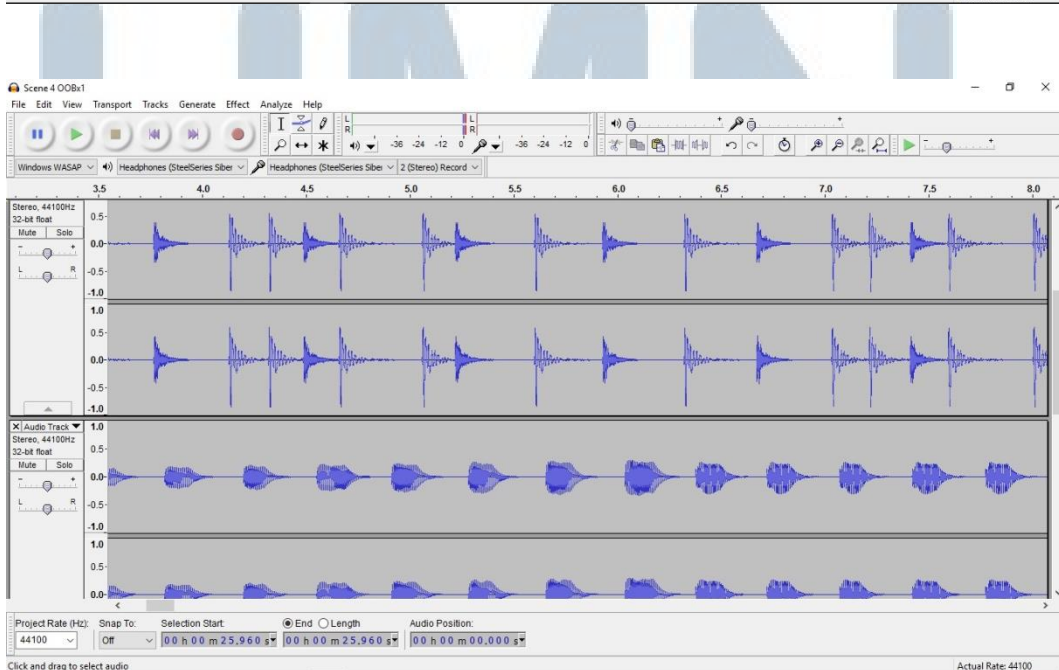 Scene 4 OOBx1
File Edit View Transport Tracks Generate Effect Analyze Help
L
R
-36 -24 -12 0
-36 -24 -12 0
Windows WASAP
Headphones (SteelSeries Siber
Headphones (SteelSeries Siber
2 (Stereo) Record
3.5 4.0 4.5 5.0 5.5 6.0 6.5 7.0 7.5 8.0
Stereo, 44100Hz
32-bit float
Mute Solo
- +
L R
0.5
0.0
-0.5
-1.0
1.0
0.5
0.0
-0.5
-1.0
X Audio Track
Stereo, 44100Hz
32-bit float
Mute Solo
- +
L R
1.0
0.5
0.0
-0.5
-1.0
1.0
0.5
0.0
Project Rate (Hz): Snap To: Selection Start: End Length Audio Position:
44100 Off 00 h 00 m 25.960 s 00 h 00 m 25.960 s 00 h 00 m 00.000 s
Click and drag to select audio Actual Rate: 44100